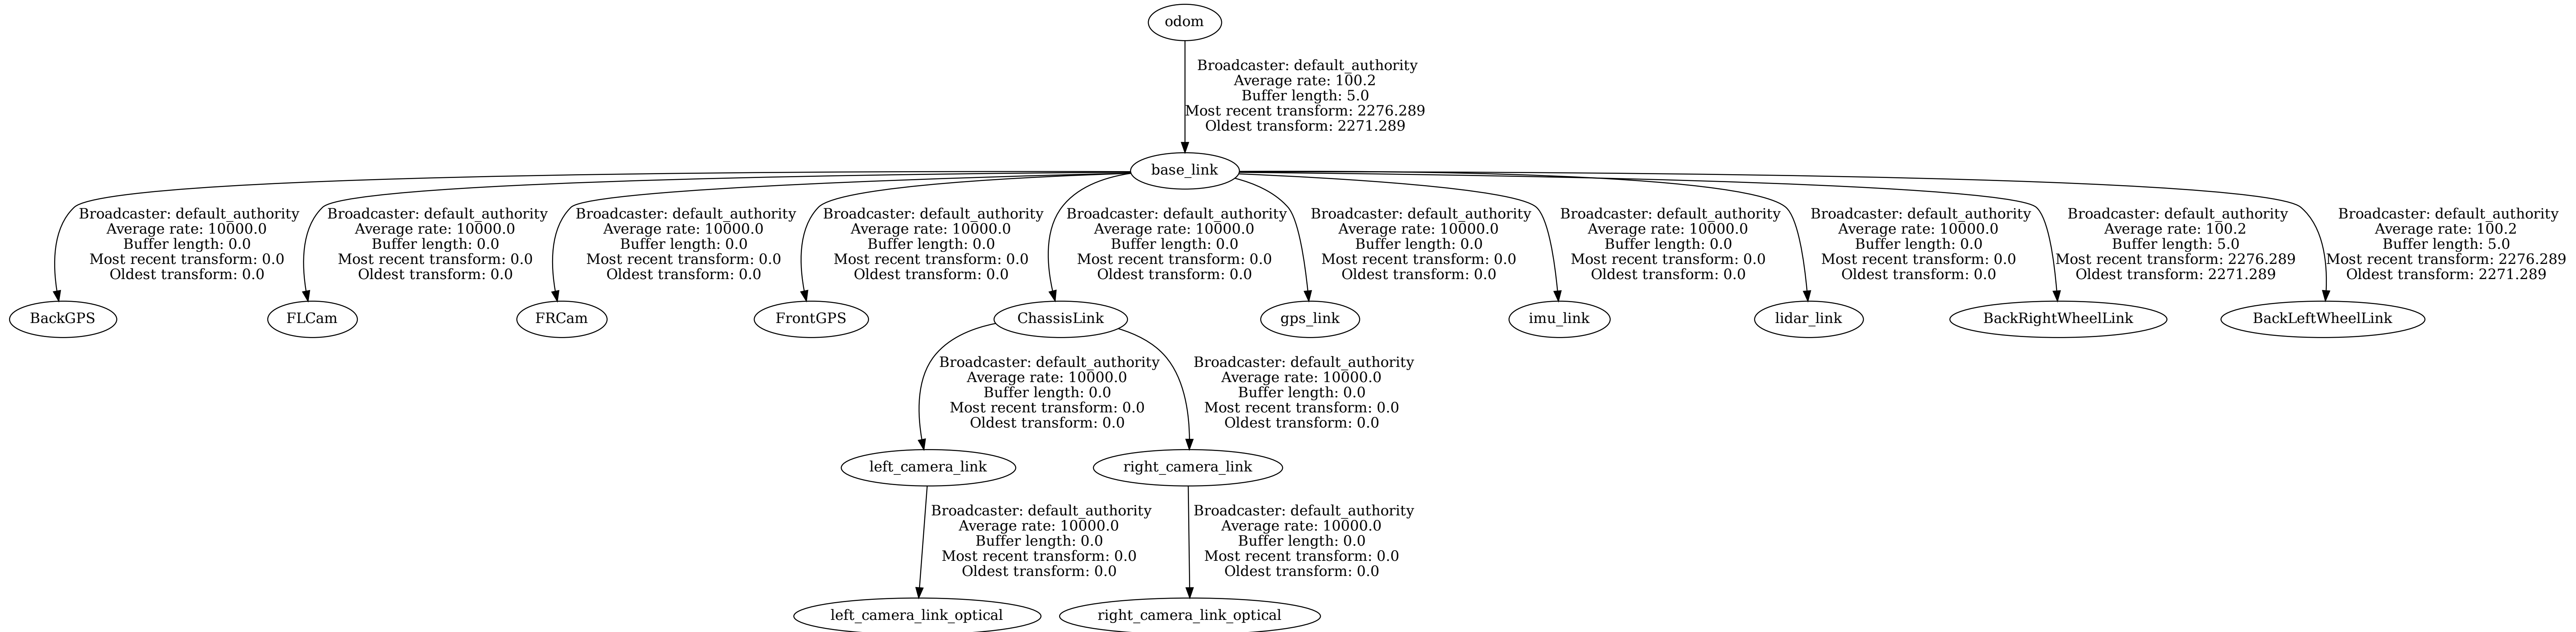 odom
Broadcaster: default_authority
Average rate: 100.2
Buffer length: 5.0
Most recent transform: 2276.289
Oldest transform: 2271.289
base_link
Broadcaster: default_authority
Average rate: 10000.0
Buffer length: 0.0
Most recent transform: 0.0
Oldest transform: 0.0
Broadcaster: default_authority
Average rate: 10000.0
Buffer length: 0.0
Most recent transform: 0.0
Oldest transform: 0.0
Broadcaster: default_authority
Average rate: 10000.0
Buffer length: 0.0
Most recent transform: 0.0
Oldest transform: 0.0
Broadcaster: default_authority
Average rate: 10000.0
Buffer length: 0.0
Most recent transform: 0.0
Oldest transform: 0.0
Broadcaster: default_authority
Average rate: 10000.0
Buffer length: 0.0
Most recent transform: 0.0
Oldest transform: 0.0
Broadcaster: default_authority
Average rate: 10000.0
Buffer length: 0.0
Most recent transform: 0.0
Oldest transform: 0.0
Broadcaster: default_authority
Average rate: 10000.0
Buffer length: 0.0
Most recent transform: 0.0
Oldest transform: 0.0
Broadcaster: default_authority
Average rate: 10000.0
Buffer length: 0.0
Most recent transform: 0.0
Oldest transform: 0.0
Broadcaster: default_authority
Average rate: 100.2
Buffer length: 5.0
Most recent transform: 2276.289
Oldest transform: 2271.289
Broadcaster: default_authority
Average rate: 100.2
Buffer length: 5.0
Most recent transform: 2276.289
Oldest transform: 2271.289
BackGPS
FLCam
FRCam
FrontGPS
ChassisLink
gps_link
imu_link
lidar_link
BackRightWheelLink
BackLeftWheelLink
Broadcaster: default_authority
Average rate: 10000.0
Buffer length: 0.0
Most recent transform: 0.0
Oldest transform: 0.0
Broadcaster: default_authority
Average rate: 10000.0
Buffer length: 0.0
Most recent transform: 0.0
Oldest transform: 0.0
left_camera_link
right_camera_link
Broadcaster: default_authority
Average rate: 10000.0
Buffer length: 0.0
Most recent transform: 0.0
Oldest transform: 0.0
Broadcaster: default_authority
Average rate: 10000.0
Buffer length: 0.0
Most recent transform: 0.0
Oldest transform: 0.0
left_camera_link_optical
right_camera_link_optical